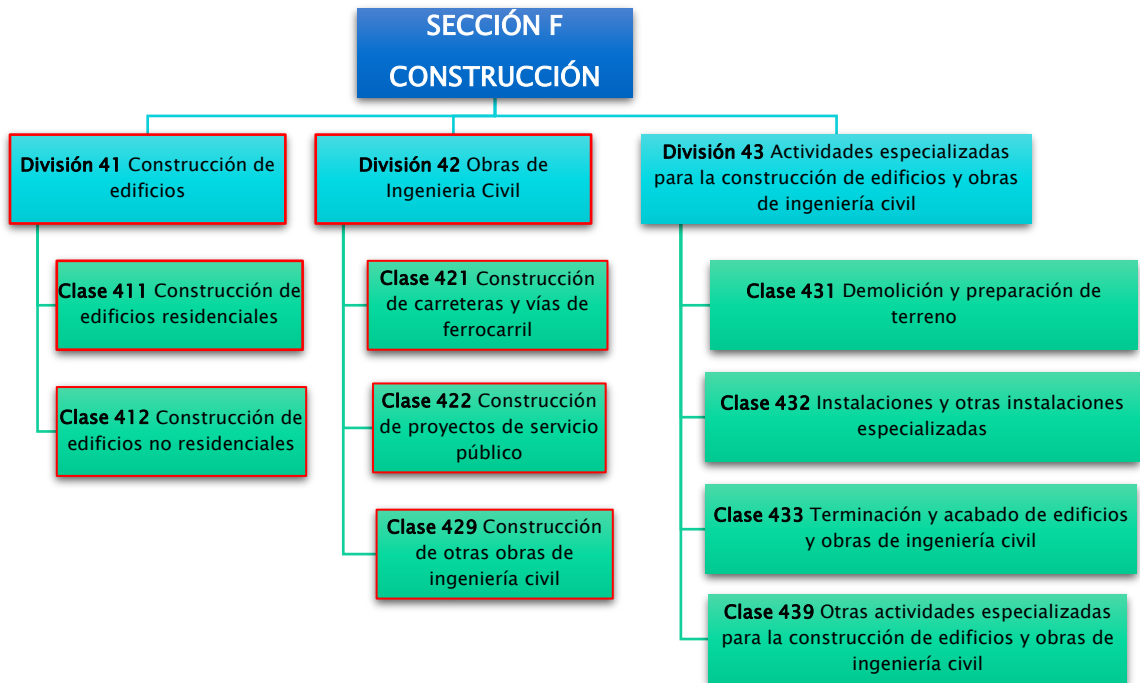 SECCIÓN F
CONSTRUCCIÓN
División 41 Construcción de
edificios
División 42 Obras de
Ingenieria Civil
División 43 Actividades especializadas
para la construcción de edificios y obras
de ingeniería civil
Clase 411 Construcción de
edificios residenciales
Clase 412 Construcción de
edificios no residenciales
Clase 421 Construcción
de carreteras y vías de
ferrocarril
Clase 422 Construcción
de proyectos de servicio
público
Clase 429 Construcción
de otras obras de
ingeniería civil
Clase 431 Demolición y preparación de
terreno
Clase 432 Instalaciones y otras instalaciones
especializadas
Clase 433 Terminación y acabado de edificios
y obras de ingeniería civil
Clase 439 Otras actividades especializadas
para la construcción de edificios y obras de
ingeniería civil